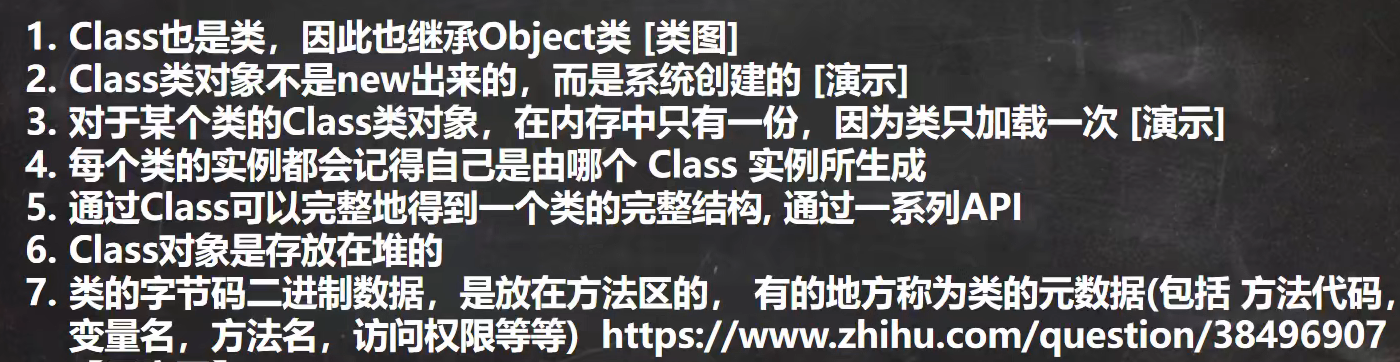 1. Class也是类，因此也继承Object类 [类图]
2. Class类对象不是new出来的，而是系统创建的 [演示]
3. 对于某个类的Class类对象，在内存中只有一份，因为类只加载一次 [演示]
4. 每个类的实例都会记得自己是由哪个 Class 实例所生成
5. 通过Class可以完整地得到一个类的完整结构, 通过一系列API
6. Class对象是存放在堆的
7. 类的字节码二进制数据，是放在方法区的， 有的地方称为类的元数据(包括 方法代码，
变量名，方法名，访问权限等等) https://www.zhihu.com/question/38496907